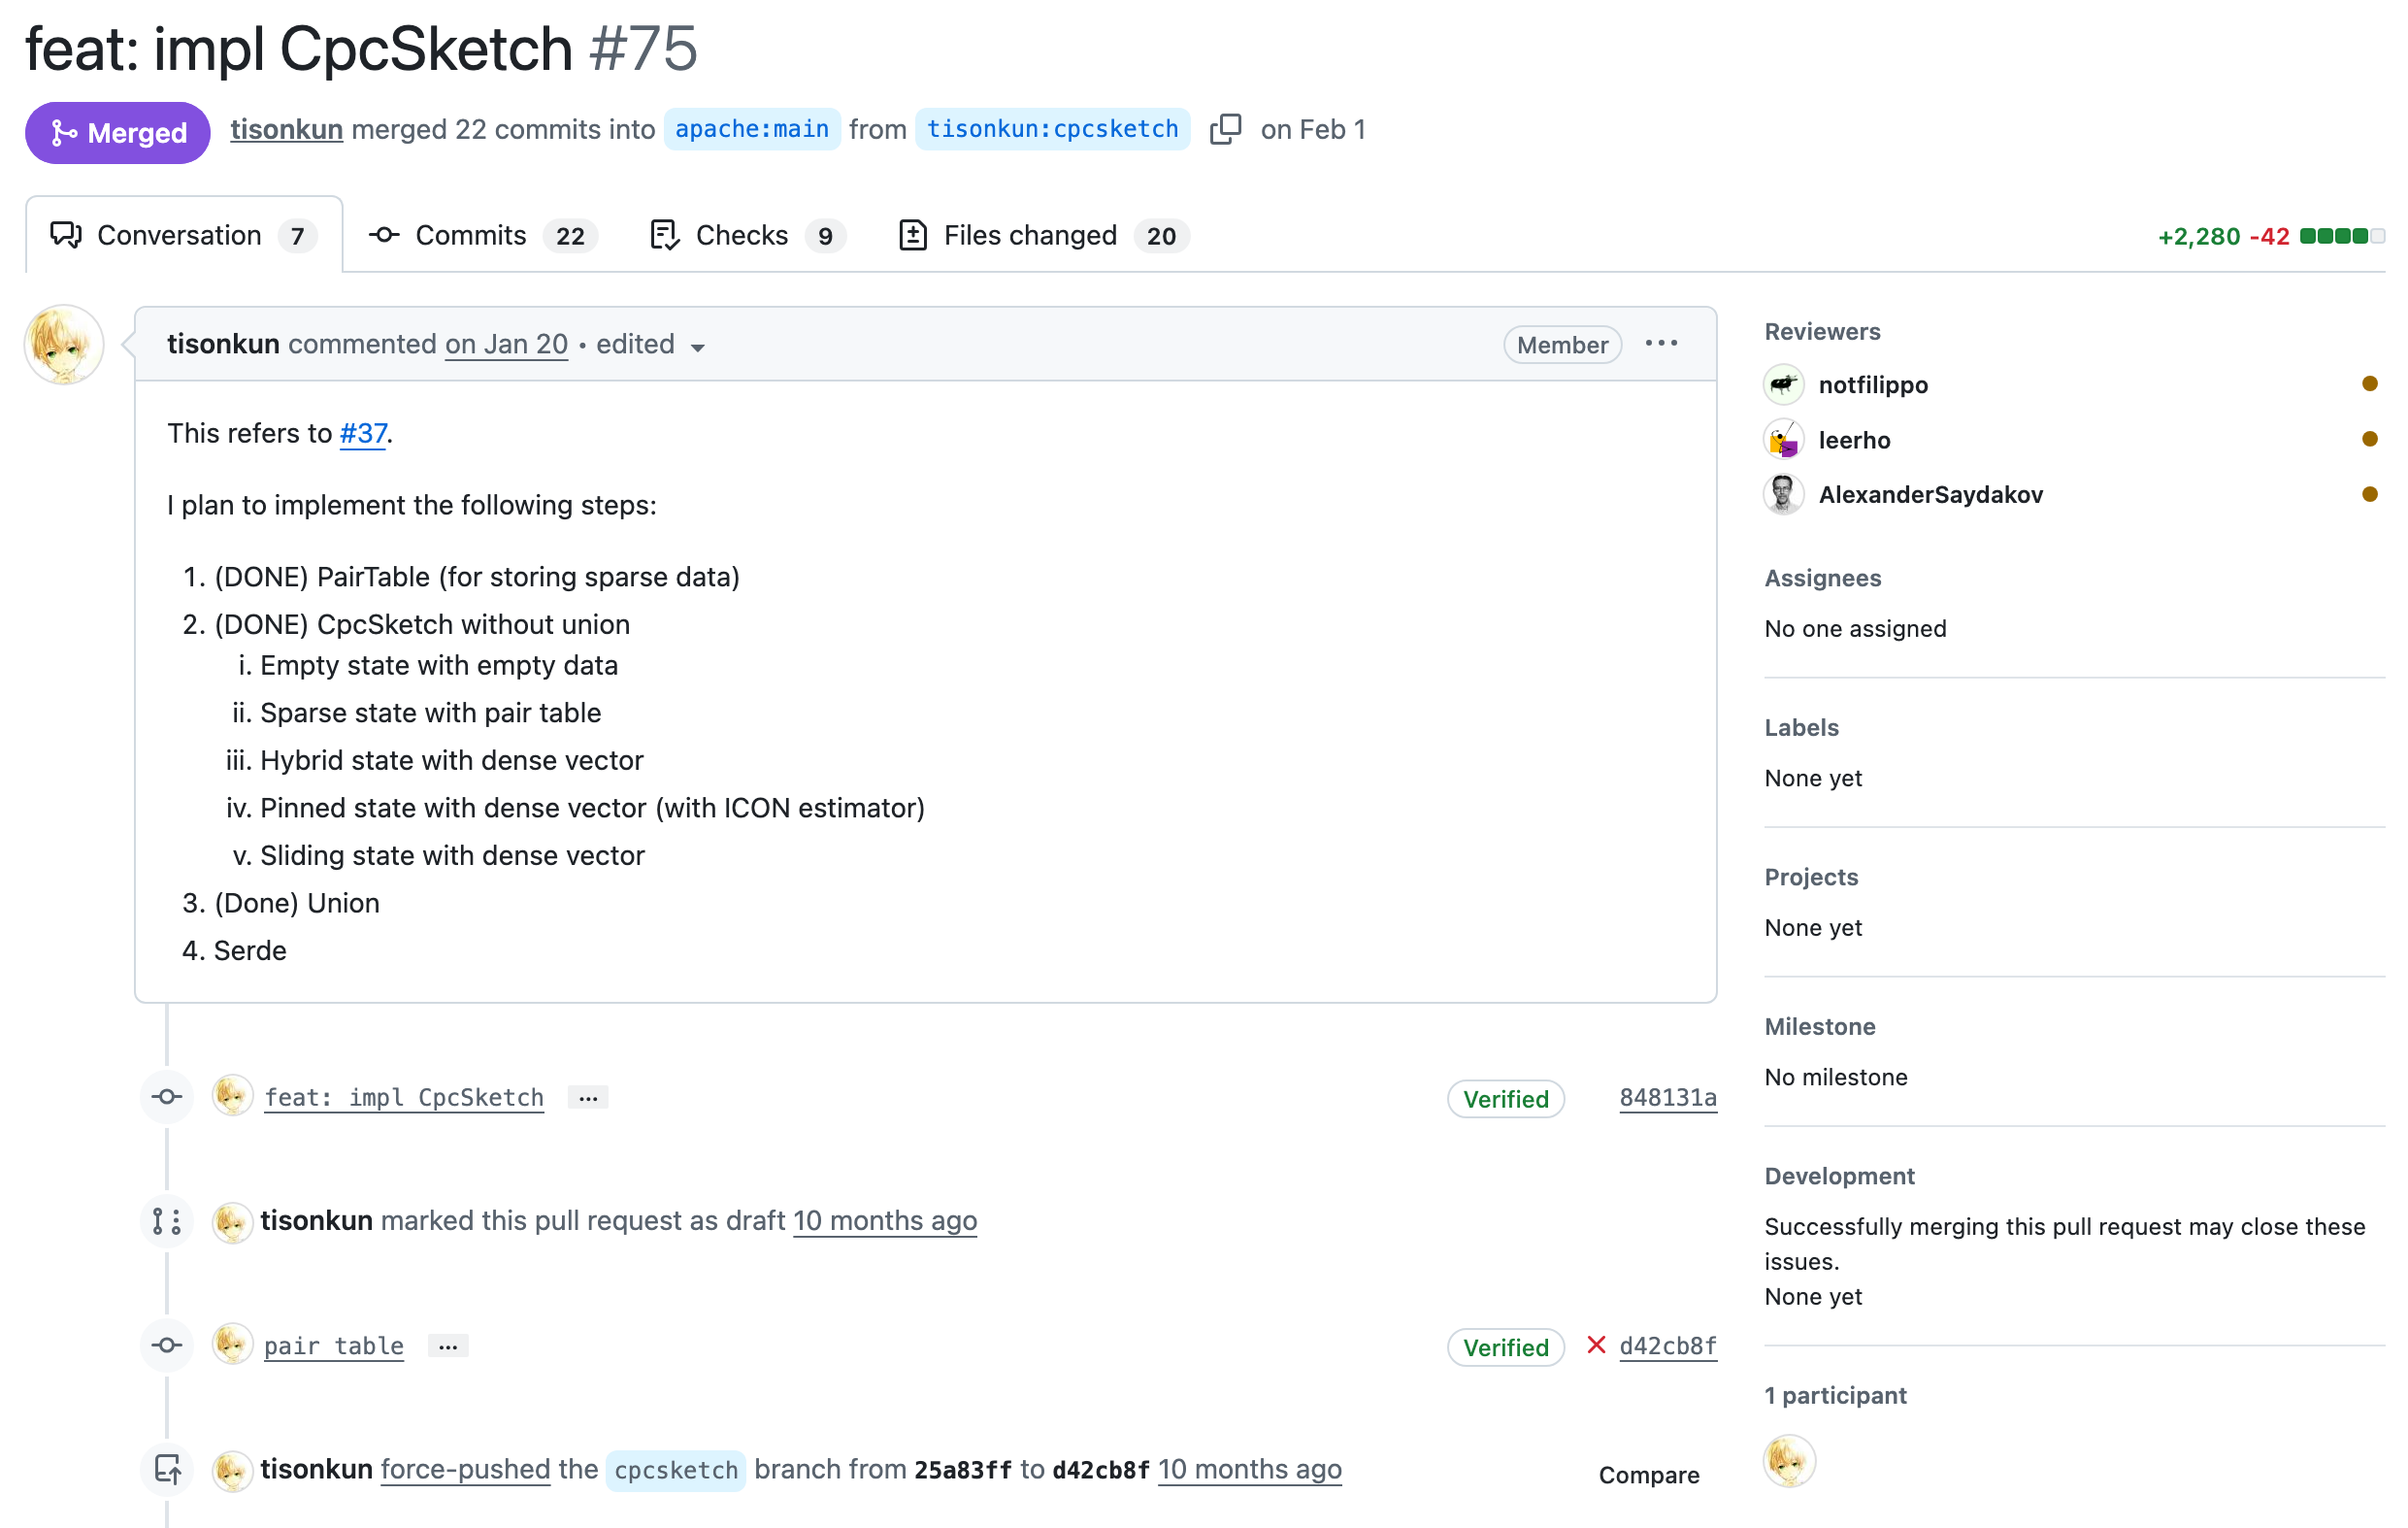 feat: impl CpcSketch #75
Merged tisonkun merged 22 commits into apache:main from tisonkun:cpcsketch on Feb 1
Conversation 7 Commits 22 Checks 9 Files changed 20 +2,280 -42
tisonkun commented on Jan 20 • edited Member ...
This refers to #37.
I plan to implement the following steps:
1. (DONE) PairTable (for storing sparse data)
2. (DONE) CpcSketch without union
i. Empty state with empty data
ii. Sparse state with pair table
iii. Hybrid state with dense vector
iv. Pinned state with dense vector (with ICON estimator)
v. Sliding state with dense vector
3. (Done) Union
4. Serde
feat: impl CpcSketch ... Verified 848131a
tisonkun marked this pull request as draft 10 months ago
pair table ... Verified d42cb8f
tisonkun force-pushed the cpcsketch branch from 25a83ff to d42cb8f 10 months ago Compare
Reviewers
notfilippo
leerho
AlexanderSaydakov
Assignees
No one assigned
Labels
None yet
Projects
None yet
Milestone
No milestone
Development
Successfully merging this pull request may close these
issues.
None yet
1 participant